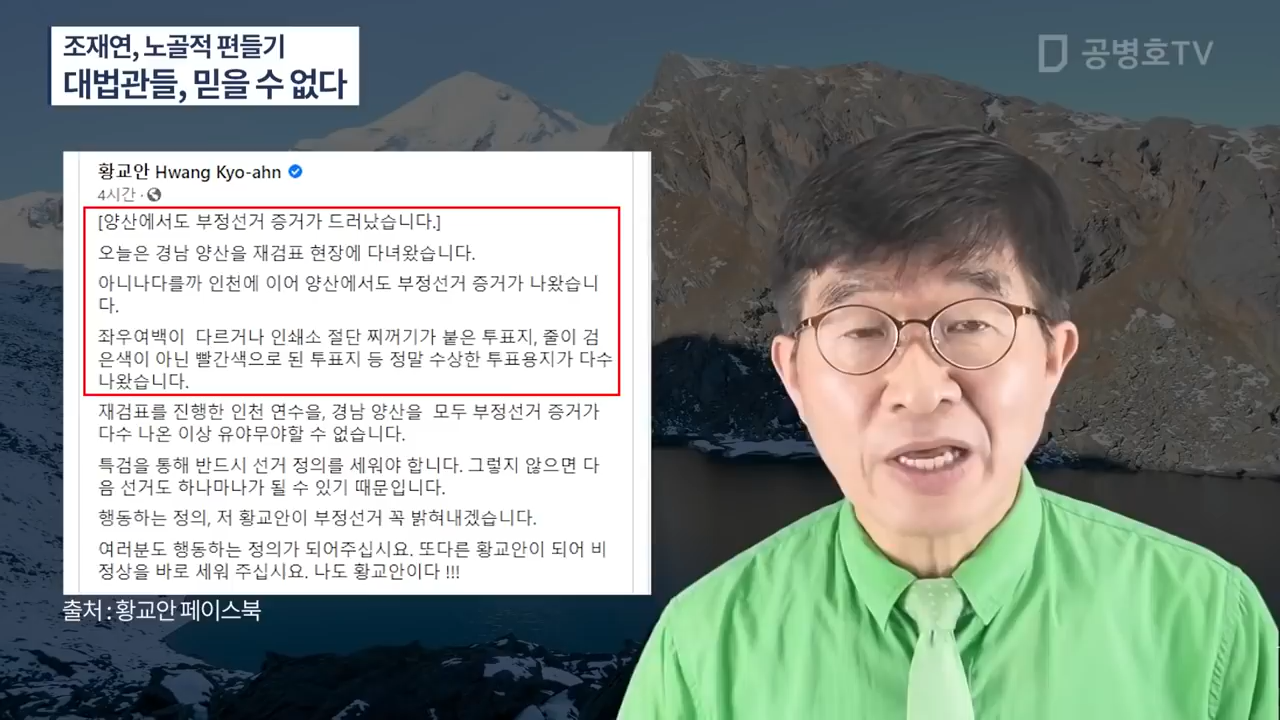 조재연, 노골적 편들기
대법관들, 믿을 수 없다
공병호TV
황교안 Hwang Kyo-ahn
4시간 ·
[양산에서도 부정선거 증거가 드러났습니다.]
오늘은 경남 양산을 재검표 현장에 다녀왔습니다.
아니나다를까 인천에 이어 양산에서도 부정선거 증거가 나왔습니
다.
좌우여백이 다르거나 인쇄소 절단 찌꺼기가 붙은 투표지, 줄이 검
은색이 아닌 빨간색으로 된 투표지 등 정말 수상한 투표용지가 다수
나왔습니다.
재검표를 진행한 인천 연수을, 경남 양산을 모두 부정선거 증거가
다수 나온 이상 유야무야할 수 없습니다.
특검을 통해 반드시 선거 정의를 세워야 합니다. 그렇지 않으면 다
음 선거도 하나마나가 될 수 있기 때문입니다.
행동하는 정의, 저 황교안이 부정선거 꼭 밝혀내겠습니다.
여러분도 행동하는 정의가 되어주십시요. 또다른 황교안이 되어 비
정상을 바로 세워 주십시요. 나도 황교안이다 !!!
출처 : 황교안 페이스북